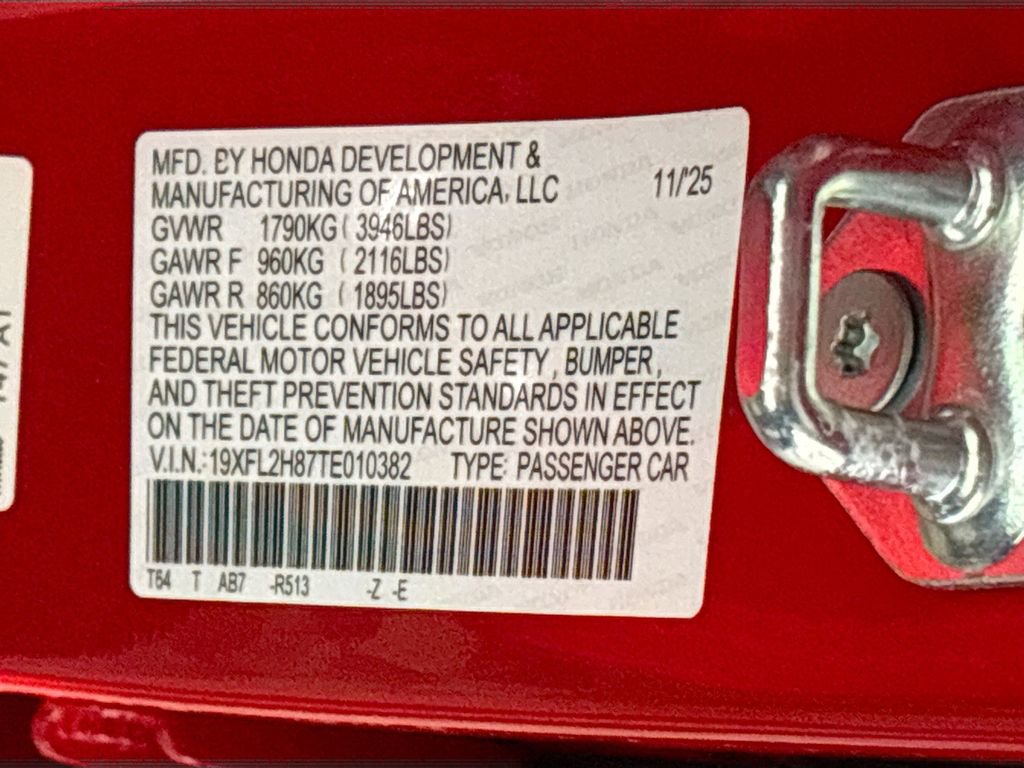 MFD. BY HONDA DEVELOPMENT &
MANUFACTURING OF AMERICA, LLC 11/'25
GVWR 1790KG ( 3946LBS)
GAWR F 960KG ( 2116LBS)
GAWR R 860KG ( 1895LBS)
THIS VEHICLE CONFORMS TO ALL APPLICABLE
FEDERAL MOTOR VEHICLE SAFETY, BUMPER,
AND THEFT PREVENTION STANDARDS IN EFFECT
ON THE DATE OF MANUFACTURE SHOWN ABOVE.
V.I.N.: 19XFL2H87TE010382 TYPE: PASSENGER CAR
T64 T AB7 -R513 -Z -E